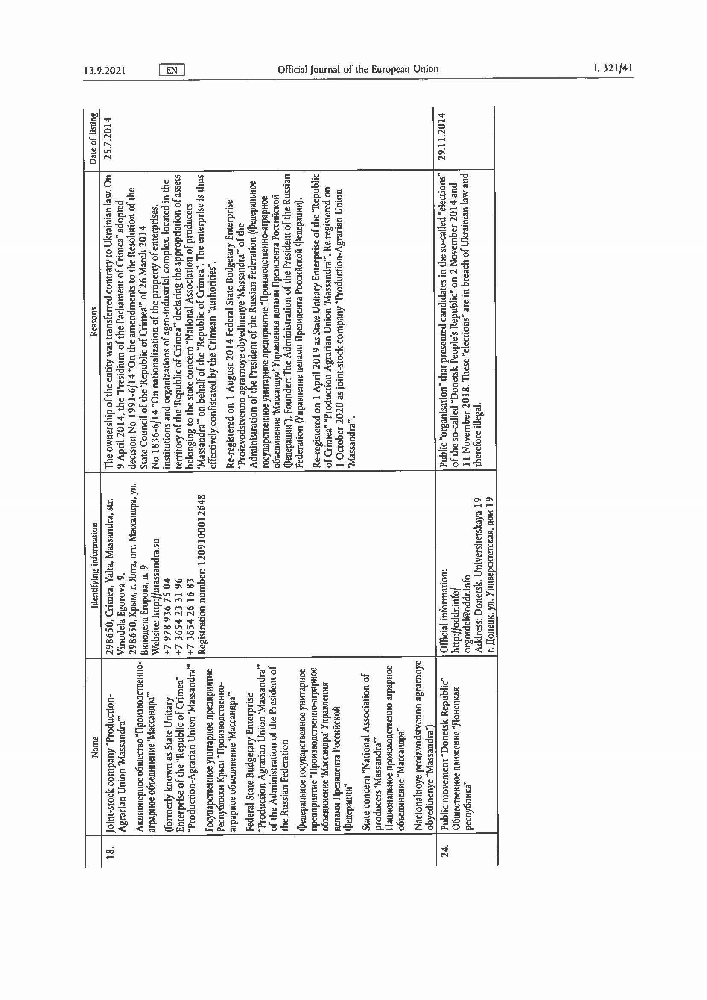 13.9.2021
EN
Official Journal of the European Union
L 321/41
Name
Identifying information
Reasons
Date of listing
18.
Joint-stock company “Production-
Agrarian Union ‘Massandra’”
Акционерное общество “Производственно-
аграрное объединение ‘Массандра’”
(formerly known as State Unitary
Enterprise of the “Republic of Crimea”
“Production-Agrarian Union ‘Massandra’”
Государственное унитарное предприятие
Республики Крым “Производственно-
аграрное объединение ‘Массандра’”
Federal State Budgetary Enterprise
“Production Agrarian Union ‘Massandra’”
of the Administration of the President of
the Russian Federation
Федеральное государственное унитарное
предприятие “Производственно-аграрное
объединение ‘Массандра’ Управления
делами Президента Российской
Федерации”
State concern “National Association of
producers ‘Massandra’”
Национальное производственно аграрное
объединение “Массандра”
Nacionalnoye proizvodstvenno agrarnoye
obyedinenye “Massandra”)
298650, Crimea, Yalta, Massandra, str.
Vinodela Egorova 9.
298650, Крым, г. Ялта, пгт. Массандра, ул.
Винодела Егорова, д. 9
Website: http://massandra.su
+7 978 936 75 04
+7 3654 23 31 96
+7 3654 26 16 83
Registration number: 1209100012648
The ownership of the entity was transferred contrary to Ukrainian law. On
9 April 2014, the “Presidium of the Parliament of Crimea” adopted
decision No 1991-6/14 “On the amendments to the Resolution of the
State Council of the ‘Republic of Crimea” of 26 March 2014
No 1836-6/14 “On nationalization of the property of enterprises,
institutions and organizations of agro-industrial complex, located in the
territory of the ‘Republic of Crimea’” declaring the appropriation of assets
belonging to the state concern “National Association of producers
‘Massandra’” on behalf of the “Republic of Crimea”. The enterprise is thus
effectively confiscated by the Crimean “authorities”.
Re-registered on 1 August 2014 Federal State Budgetary Enterprise
“Proizvodstvenno agrarnoye obyedinenye ‘Massandra’” of the
Administration of the President of the Russian Federation (Федеральное
государственное унитарное предприятие “Производственно-аграрное
объединение ‘Массандра’ Управления делами Президента Российской
Федерации”). Founder: The Administration of the President of the Russian
Federation (Управление делами Президента Российской Федерации).
Re-registered on 1 April 2019 as State Unitary Enterprise of the “Republic
of Crimea” “Production Agrarian Union ‘Massandra’”. Re registered on
1 October 2020 as joint-stock company “Production-Agrarian Union
‘Massandra’”.
25.7.2014
24.
Public movement “Donetsk Republic”
Общественное движение “Донецкая
республика”
Official information:
http://oddr.info/
orgotdel@oddr.info
Address: Donetsk, Universitetskaya 19
г. Донецк, ул. Университетская, дом 19
Public “organisation” that presented candidates in the so-called “elections”
of the so-called “Donetsk People’s Republic” on 2 November 2014 and
11 November 2018. These “elections” are in breach of Ukrainian law and
therefore illegal.
29.11.2014